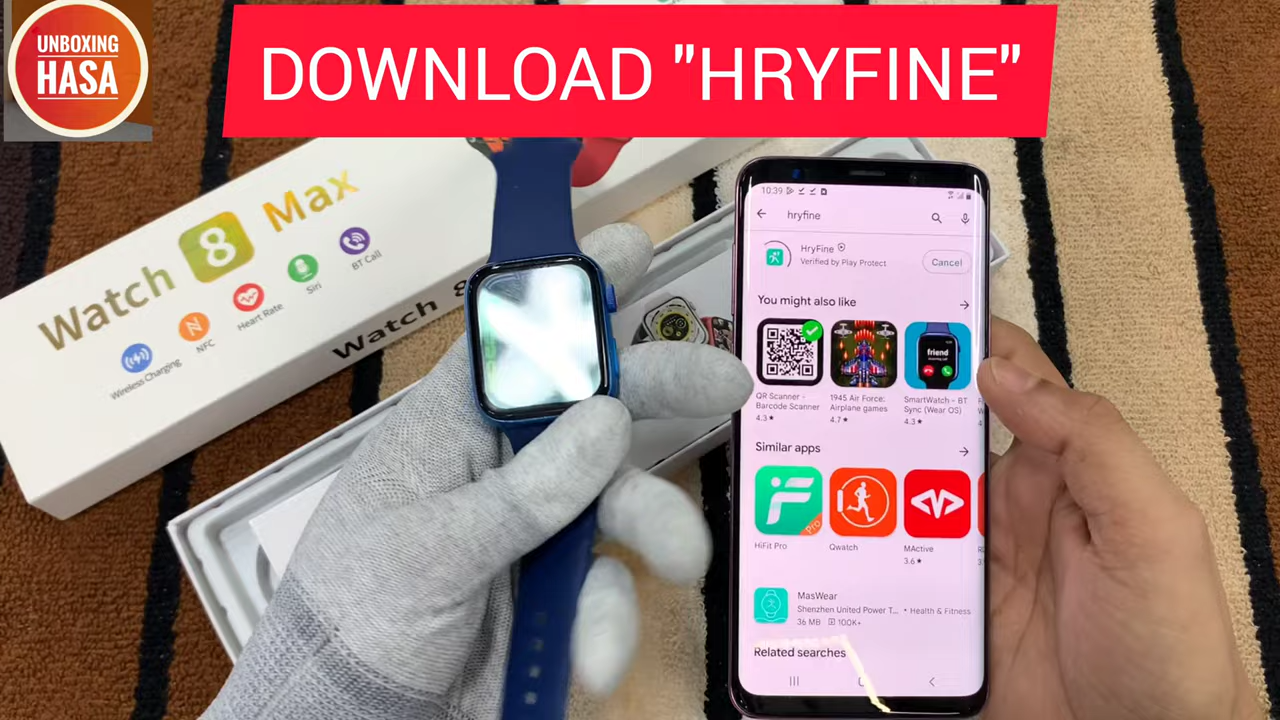 UNBOXING
HASA
DOWNLOAD "HRYFINE"
Watch 8 Max
Wireless Charging
NFC
Heart Rate
Siri
BT Call
Watch 8
10:39
hryfine
HryFine
Verified by Play Protect
Cancel
You might also like
friend
QR Scanner -
Barcode Scanner
4.3★
1945 Air Force:
Airplane games
4.7★
SmartWatch - BT
Sync (Wear OS)
4.3★
Similar apps
Pro
HiFit Pro
Qwatch
MActive
3.6★
MasWear
Shenzhen United Power T... • Health & Fitness
36 MB 100K+
Related searches